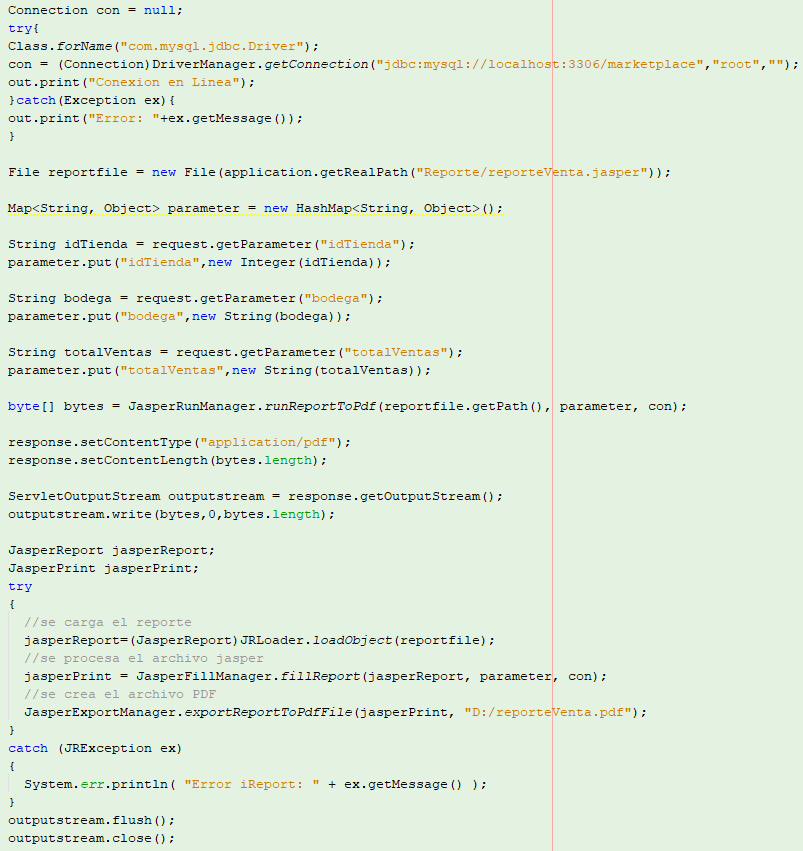 Connection con = null;
try{
Class.forName("com.mysql.jdbc.Driver");
con = (Connection)DriverManager.getConnection("jdbc:mysql://localhost:3306/marketplace","root","");
out.print("Conexion en Linea");
}catch(Exception ex){
out.print("Error: "+ex.getMessage());
}
File reportfile = new File(application.getRealPath("Reporte/reporteVenta.jasper"));
Map<String, Object> parameter = new HashMap<String, Object>();
String idTienda = request.getParameter("idTienda");
parameter.put("idTienda",new Integer(idTienda));
String bodega = request.getParameter("bodega");
parameter.put("bodega",new String(bodega));
String totalVentas = request.getParameter("totalVentas");
parameter.put("totalVentas",new String(totalVentas));
byte[] bytes = JasperRunManager.runReportToPdf(reportfile.getPath(), parameter, con);
response.setContentType("application/pdf");
response.setContentLength(bytes.length);
ServletOutputStream outputstream = response.getOutputStream();
outputstream.write(bytes,0,bytes.length);
JasperReport jasperReport;
JasperPrint jasperPrint;
try
{
//se carga el reporte
jasperReport=(JasperReport)JRLoader.loadObject(reportfile);
//se procesa el archivo jasper
jasperPrint = JasperFillManager.fillReport(jasperReport, parameter, con);
//se crea el archivo PDF
JasperExportManager.exportReportToPdfFile(jasperPrint, "D:/reporteVenta.pdf");
}
catch (JRException ex)
{
System.err.println( "Error iReport: " + ex.getMessage() );
}
outputstream.flush();
outputstream.close();